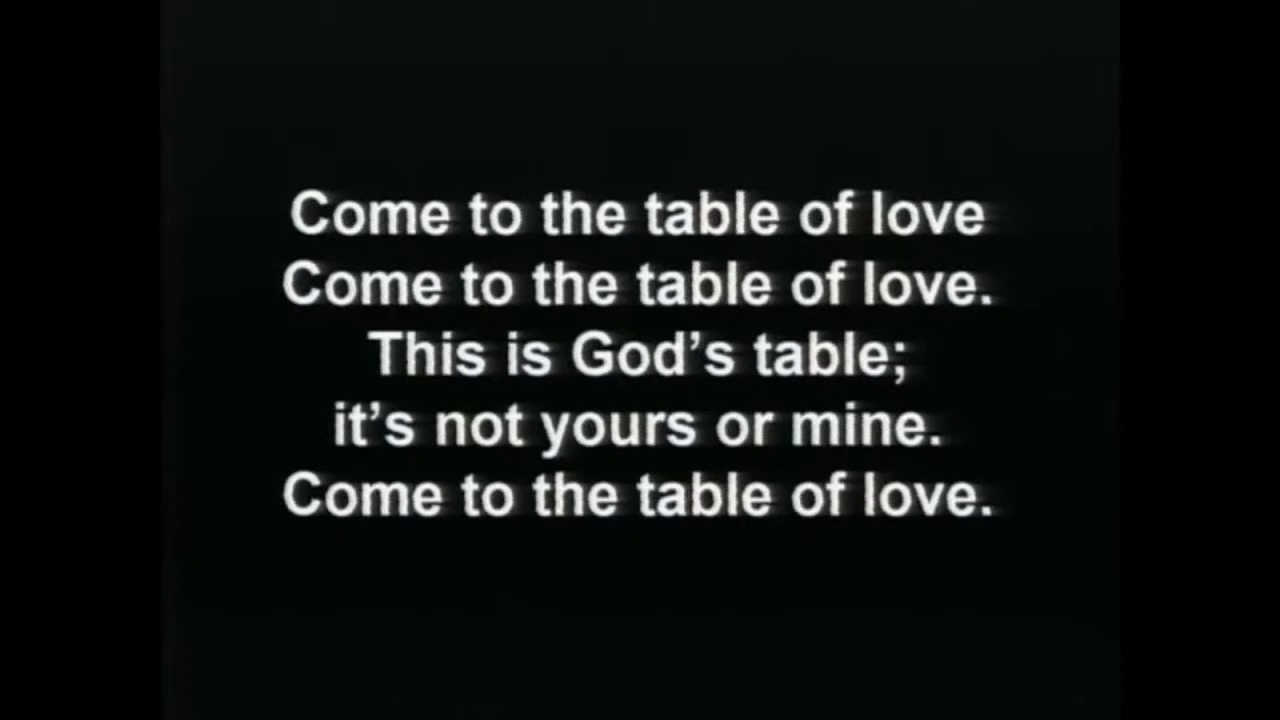 Come to the table of love
Come to the table of love.
This is God’s table;
it’s not yours or mine.
Come to the table of love.